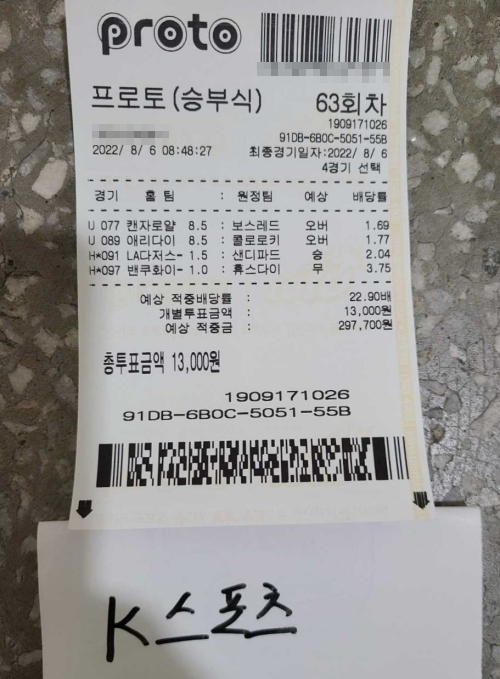 proto
프로토(승부식) 63회차
1909171026
91DB-6B0C-5051-55B
2022/ 8/ 6 08:48:27 최종경기일자:2022/ 8/ 6
4경기 선택
경기 홈팀 : 원정팀 예상 배당률
U 077 캔자로얄 8.5 : 보스레드 오버 1.69
U 089 애리다이 8.5 : 콜로로키 오버 1.77
H*091 LA다저스- 1.5 : 샌디파드 승 2.04
H*097 밴쿠화이- 1.0 : 휴스다이 무 3.75
예상 적중배당률 : 22.90배
개별투표금액 : 13,000원
예상 적중금 : 297,700원
총투표금액 13,000원
1909171026
91DB-6B0C-5051-55B
K스포츠